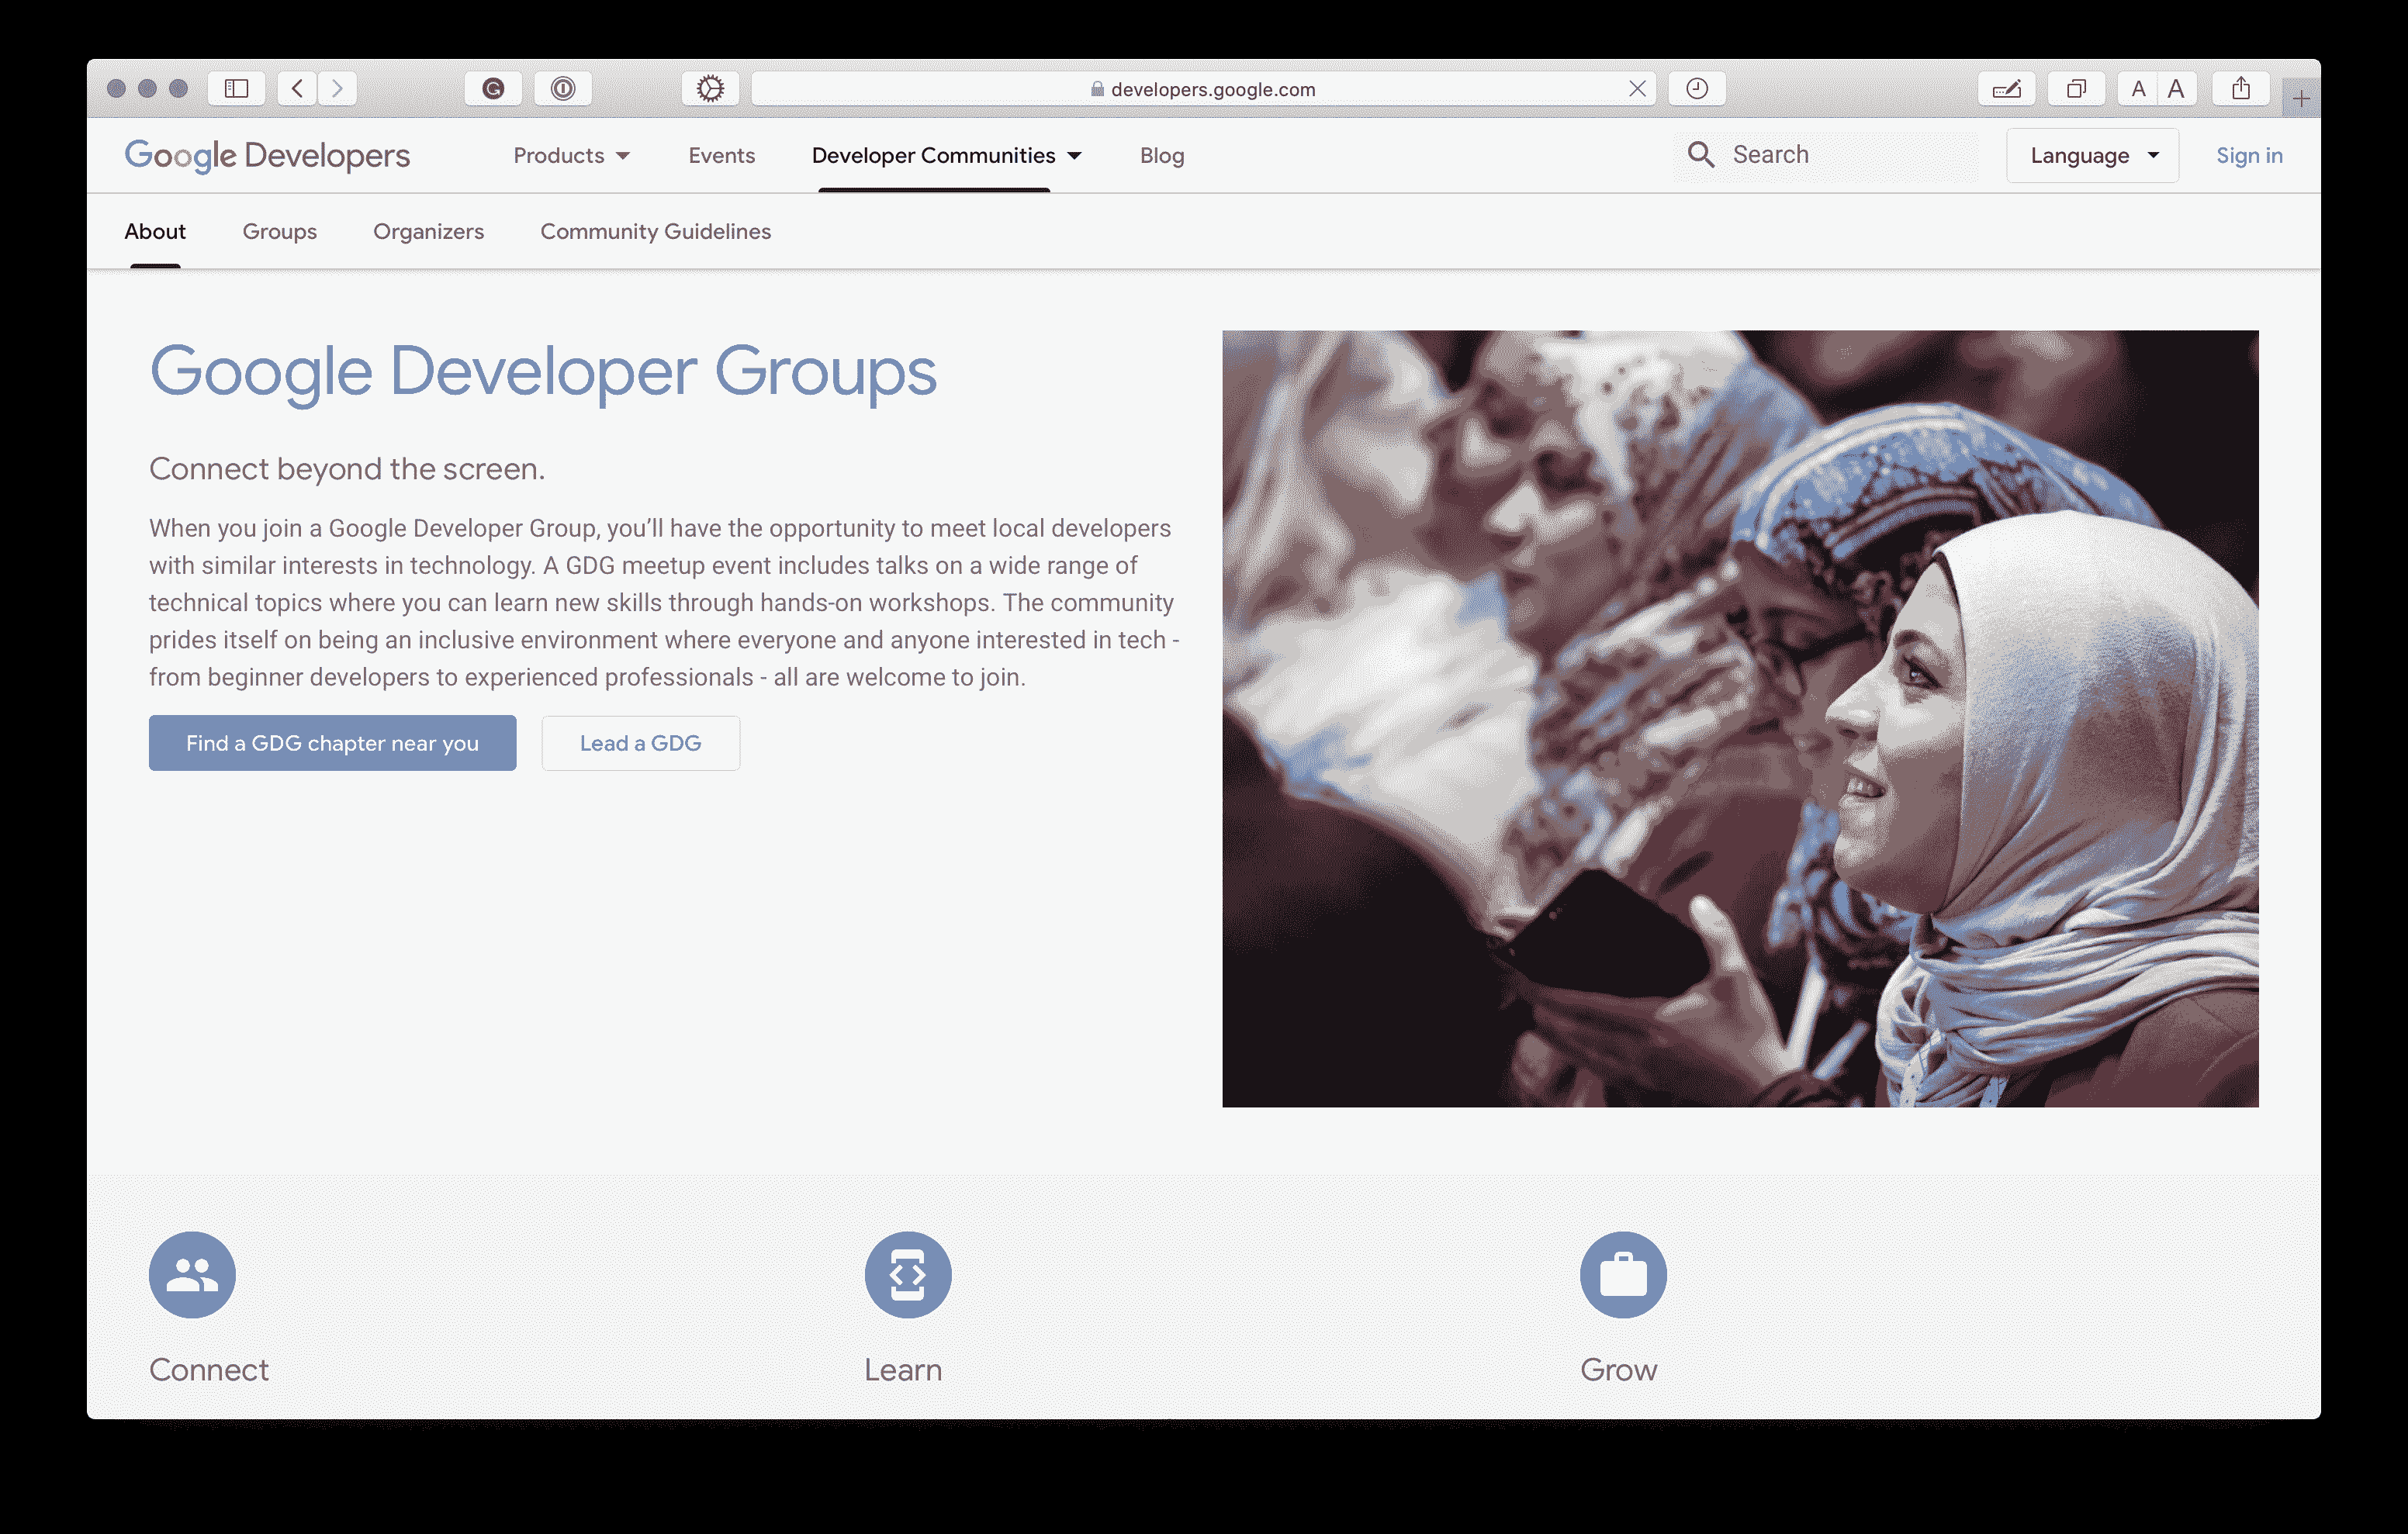 developers.google.com
Google Developers Products Events Developer Communities Blog Search Language Sign in
About Groups Organizers Community Guidelines
Google Developer Groups
Connect beyond the screen.
When you join a Google Developer Group, you’ll have the opportunity to meet local developers
with similar interests in technology. A GDG meetup event includes talks on a wide range of
technical topics where you can learn new skills through hands-on workshops. The community
prides itself on being an inclusive environment where everyone and anyone interested in tech -
from beginner developers to experienced professionals - all are welcome to join.
Find a GDG chapter near you Lead a GDG
Connect Learn Grow